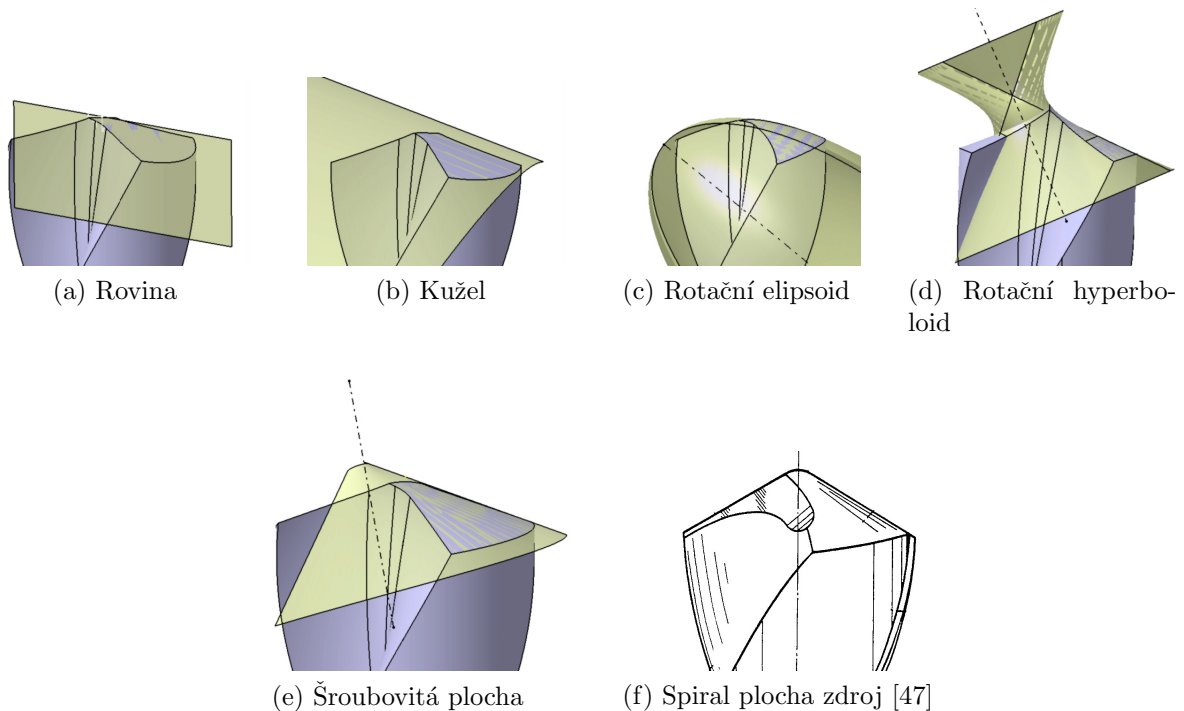 (a) Rovina
(b) Kužel
(c) Rotační elipsoid
(d) Rotační hyperbo-
loid
(e) Šroubovitá plocha
(f) Spiral plocha zdroj [47]